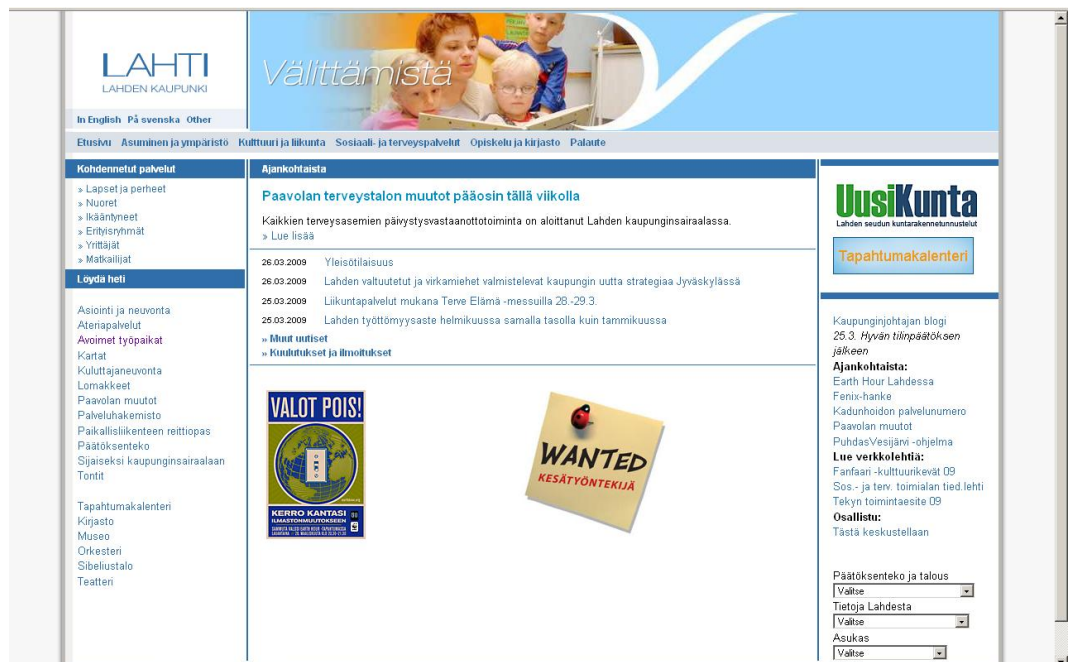 LAHTI
LAHDEN KAUPUNKI
Välittämistä
In English På svenska Other
Etusivu Asuminen ja ympäristö Kulttuuri ja liikunta Sosiaali- ja terveyspalvelut Opiskelu ja kirjasto Palaute
Kohdennetut palvelut
» Lapset ja perheet
» Nuoret
» Ikääntyneet
» Erityisryhmät
» Yrittäjät
» Matkailijat
Löydä heti
Asiointi ja neuvonta
Ateriapalvelut
Avoimet työpaikat
Kartat
Kuluttajaneuvonta
Lomakkeet
Paavolan muutot
Palveluhakemisto
Paikallisliikenteen reittiopas
Päätöksenteko
Sijaiseksi kaupunginsairaalaan
Tontit
Tapahtumakalenteri
Kirjasto
Museo
Orkesteri
Sibeliustalo
Teatteri
Ajankohtaista
Paavolan terveystalon muutot pääosin tällä viikolla
Kaikkien terveysasemien päivystysvastaanottotoiminta on aloittanut Lahden kaupunginsairaalassa.
» Lue lisää
26.03.2009 Yleisötilaisuus
26.03.2009 Lahden valtuutetut ja virkamiehet valmistelevat kaupungin uutta strategiaa Jyväskylässä
25.03.2009 Liikuntapalvelut mukana Terve Elämä -messuilla 28.-29.3.
25.03.2009 Lahden työttömyysaste helmikuussa samalla tasolla kuin tammikuussa
» Muut uutiset
» Kuulutukset ja ilmoitukset
VALOT POIS!
KERRO KANTASI
ILMASTONMUUTOKSEEN
WANTED
KESÄTYÖNTEKIJÄ
UusiKunta
Lahden seudun kuntarakennetunnustelut
Tapahtumakalenteri
Kaupunginjohtajan blogi
25.3. Hyvän tilinpäätöksen
jälkeen
Ajankohtaista:
Earth Hour Lahdessa
Fenix-hanke
Kadunhoidon palvelunumero
Paavolan muutot
PuhdasVesijärvi -ohjelma
Lue verkkolehtiä:
Fanfaari -kulttuurikevät 09
Sos.- ja terv. toimialan tied.lehti
Tekyn toimintaesite 09
Osallistu:
Tästä keskustellaan
Päätöksenteko ja talous
Valitse
Tietoja Lahdesta
Valitse
Asukas
Valitse